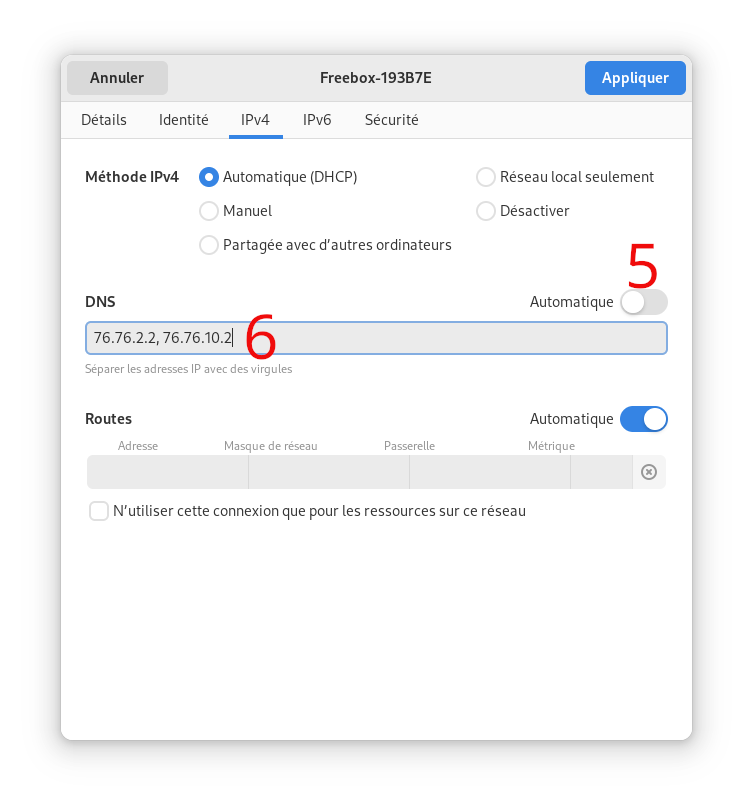 Annuler Freebox-193B7E Appliquer
Détails Identité IPv4 IPv6 Sécurité
Méthode IPv4 Automatique (DHCP) Réseau local seulement
Manuel Désactiver
Partagée avec d’autres ordinateurs
5
DNS Automatique
76.76.2.2, 76.76.10.2 6
Séparer les adresses IP avec des virgules
Routes Automatique
Adresse Masque de réseau Passerelle Métrique
N’utiliser cette connexion que pour les ressources sur ce réseau